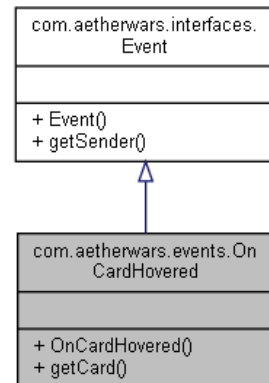 com.aetherwars.interfaces.
Event
+ Event()
+ getSender()
com.aetherwars.events.On
CardHovered
+ OnCardHovered()
+ getCard()